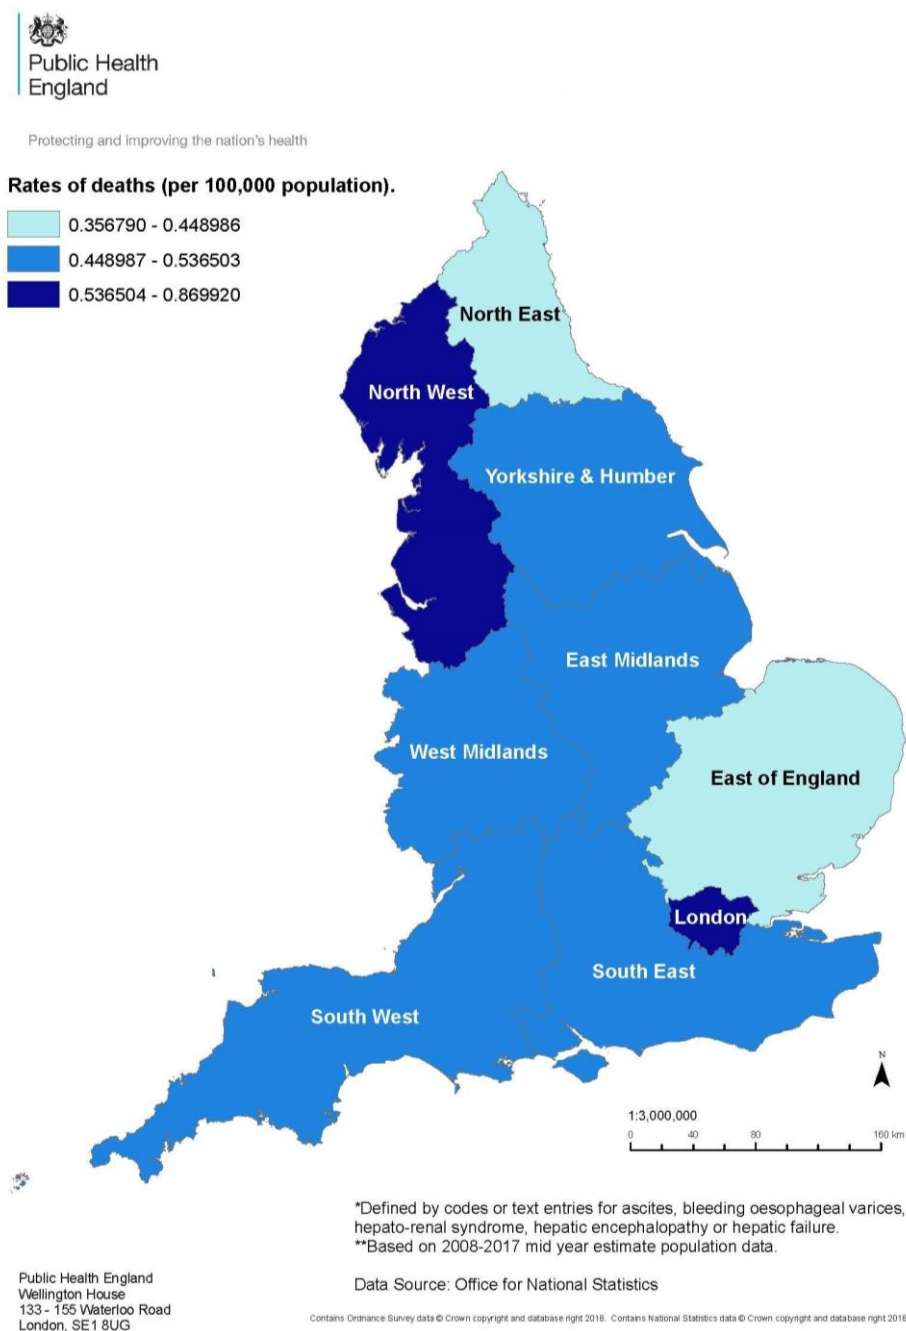 Public Health
England
Protecting and improving the nation's health
Rates of deaths (per 100,000 population).
0.356790 - 0.448986
0.448987 - 0.536503
0.536504 - 0.869920
North East
North West
Yorkshire & Humber
East Midlands
West Midlands
East of England
London
South East
South West
N
1:3,000,000
0 40 80 160 km
*Defined by codes or text entries for ascites, bleeding oesophageal varices,
hepato-renal syndrome, hepatic encephalopathy or hepatic failure.
**Based on 2008-2017 mid year estimate population data.
Data Source: Office for National Statistics
Public Health England
Wellington House
133 - 155 Waterloo Road
London, SE1 8UG
Contains Ordnance Survey data © Crown copyright and database right 2018. Contains National Statistics data © Crown copyright and database right 2018